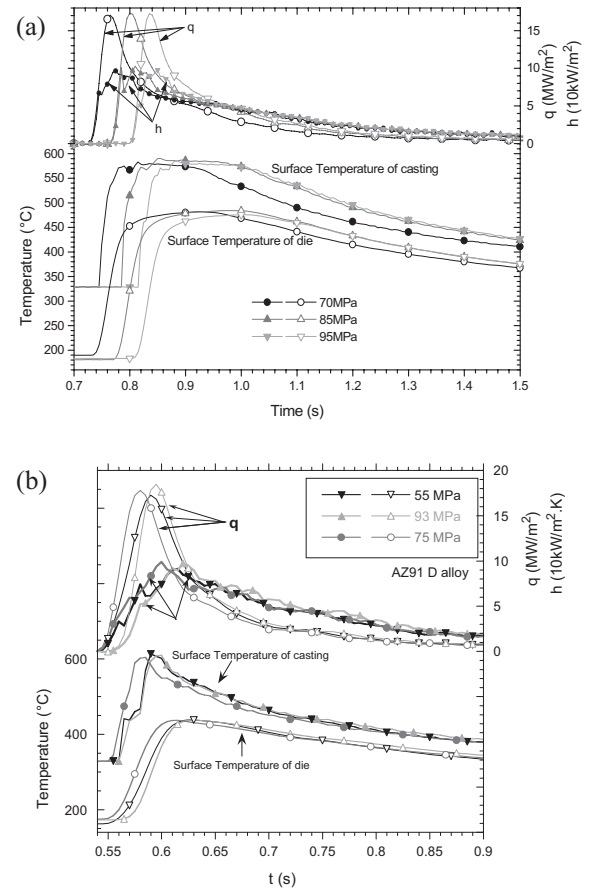 (a)
q
h
15
10
5
0
q (MW/m²)
h (10kW/m²)
600
550
500
450
400
350
300
250
200
Temperature (°C)
Surface Temperature of casting
Surface Temperature of die
70MPa
85MPa
95MPa
0.7 0.8 0.9 1.0 1.1 1.2 1.3 1.4 1.5
Time (s)
(b)
q
55 MPa
93 MPa
75 MPa
AZ91 D alloy
20
15
10
5
0
q (MW/m²)
h (10kW/m².K)
600
400
200
Temperature (°C)
Surface Temperature of casting
Surface Temperature of die
0.55 0.6 0.65 0.7 0.75 0.8 0.85 0.9
t (s)